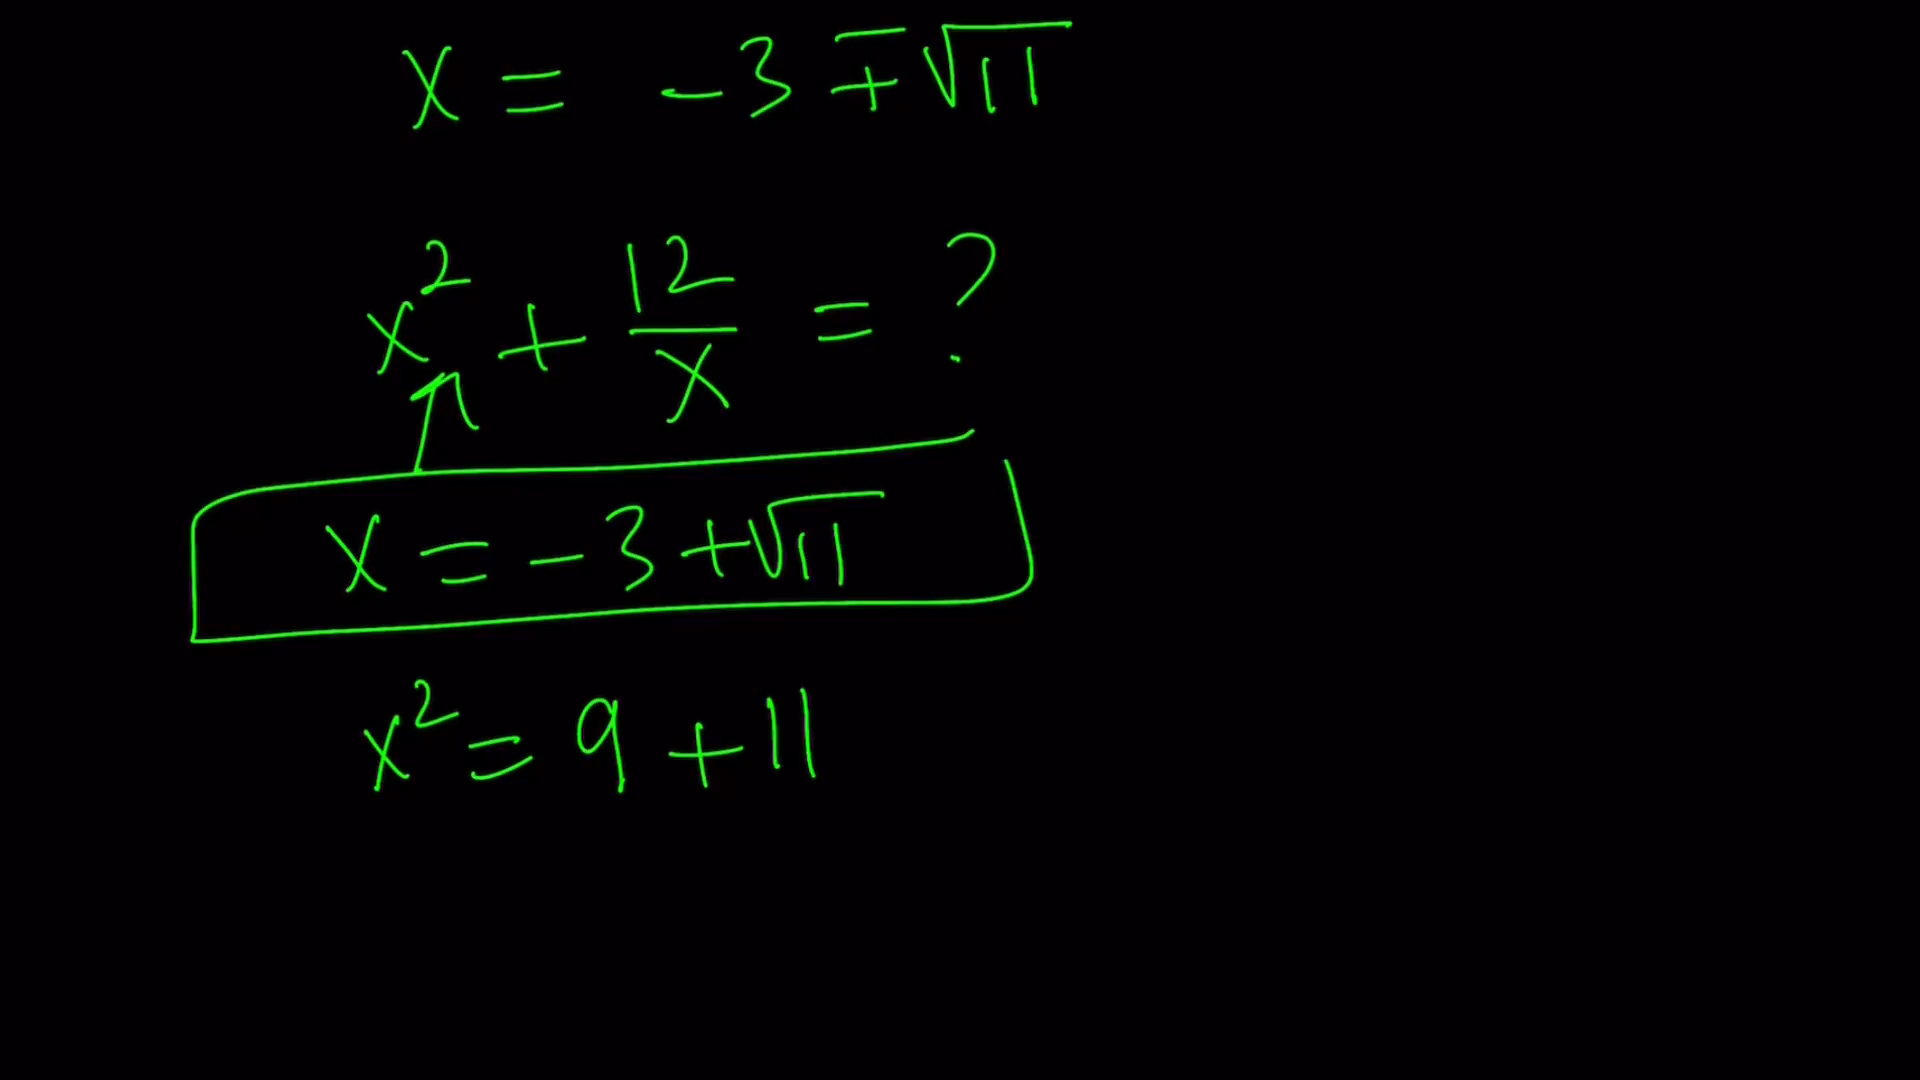 x = -3 ∓ √11
x² + 12/x = ?
x = -3 + √11
x² = 9 + 11